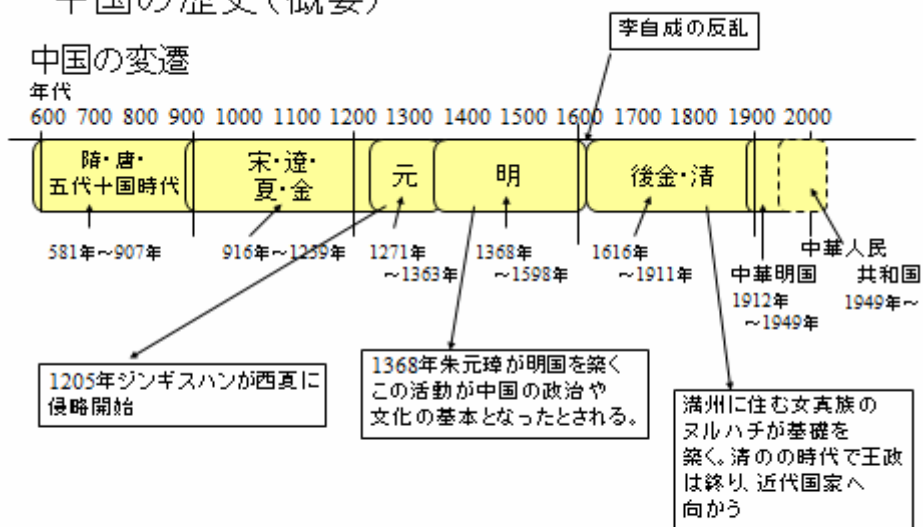 中国の歴史(概要)
李自成の反乱
中国の変遷
年代
600 700 800 900 1000 1100 1200 1300 1400 1500 1600 1700 1800 1900 2000
隋・唐・
五代十国時代
宋・遼・
夏・金
元
明
後金・清
581年～907年
916年～1259年
1271年
～1363年
1368年
～1598年
1616年
～1911年
中華明国
1912年
～1949年
中華人民
共和国
1949年～
1205年ジンギスハンが西夏に
侵略開始
1368年朱元璋が明国を築く
この活動が中国の政治や
文化の基本となったとされる。
満州に住む女真族の
ヌルハチが基礎を
築く。清のの時代で王政
は終り、近代国家へ
向かう